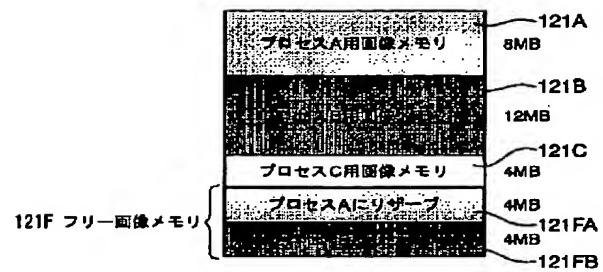 121A
プロセスA用画像メモリ
8MB
121B
12MB
121C
プロセスC用画像メモリ
4MB
プロセスAにリザーブ
4MB
121F フリー画像メモリ
121FA
4MB
121FB